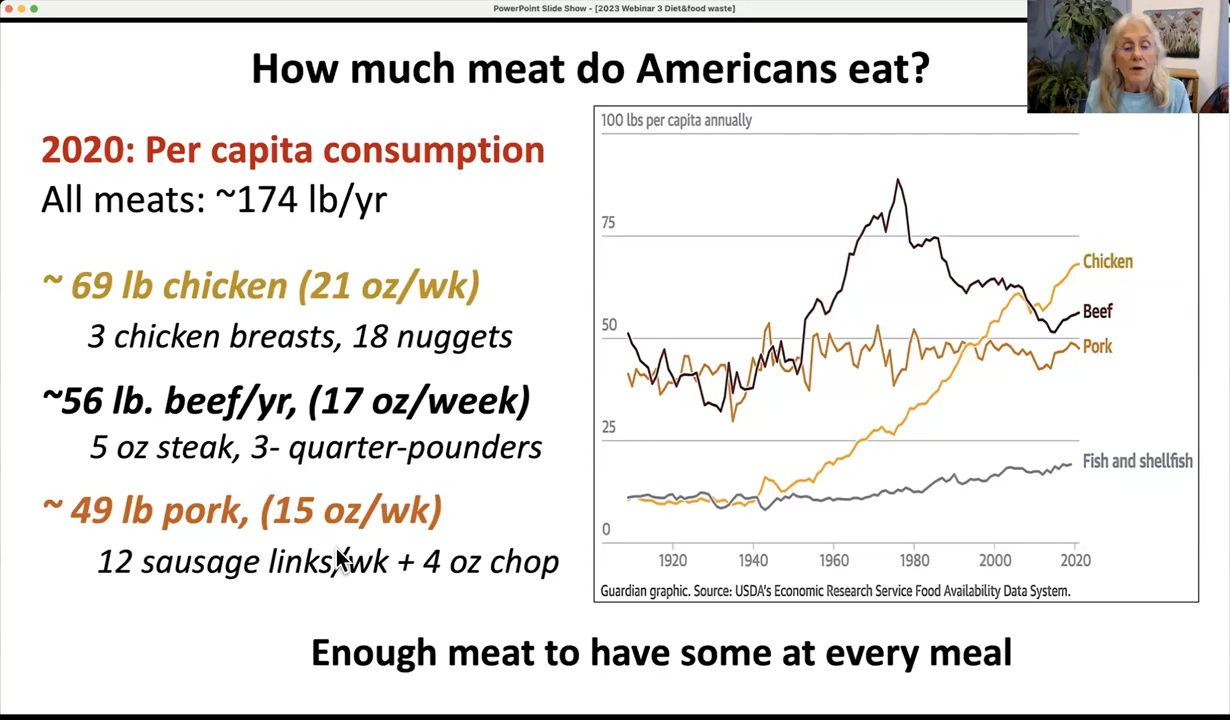 PowerPoint Slide Show - [2023 Webinar 3 Diet&food waste]
How much meat do Americans eat?
2020: Per capita consumption
All meats: ~174 lb/yr
~ 69 lb chicken (21 oz/wk)
3 chicken breasts, 18 nuggets
~56 lb. beef/yr, (17 oz/week)
5 oz steak, 3- quarter-pounders
~ 49 lb pork, (15 oz/wk)
12 sausage links/wk + 4 oz chop
100 lbs per capita annually
75
50
25
0
Chicken
Beef
Pork
Fish and shellfish
1920 1940 1960 1980 2000 2020
Guardian graphic. Source: USDA's Economic Research Service Food Availability Data System.
Enough meat to have some at every meal